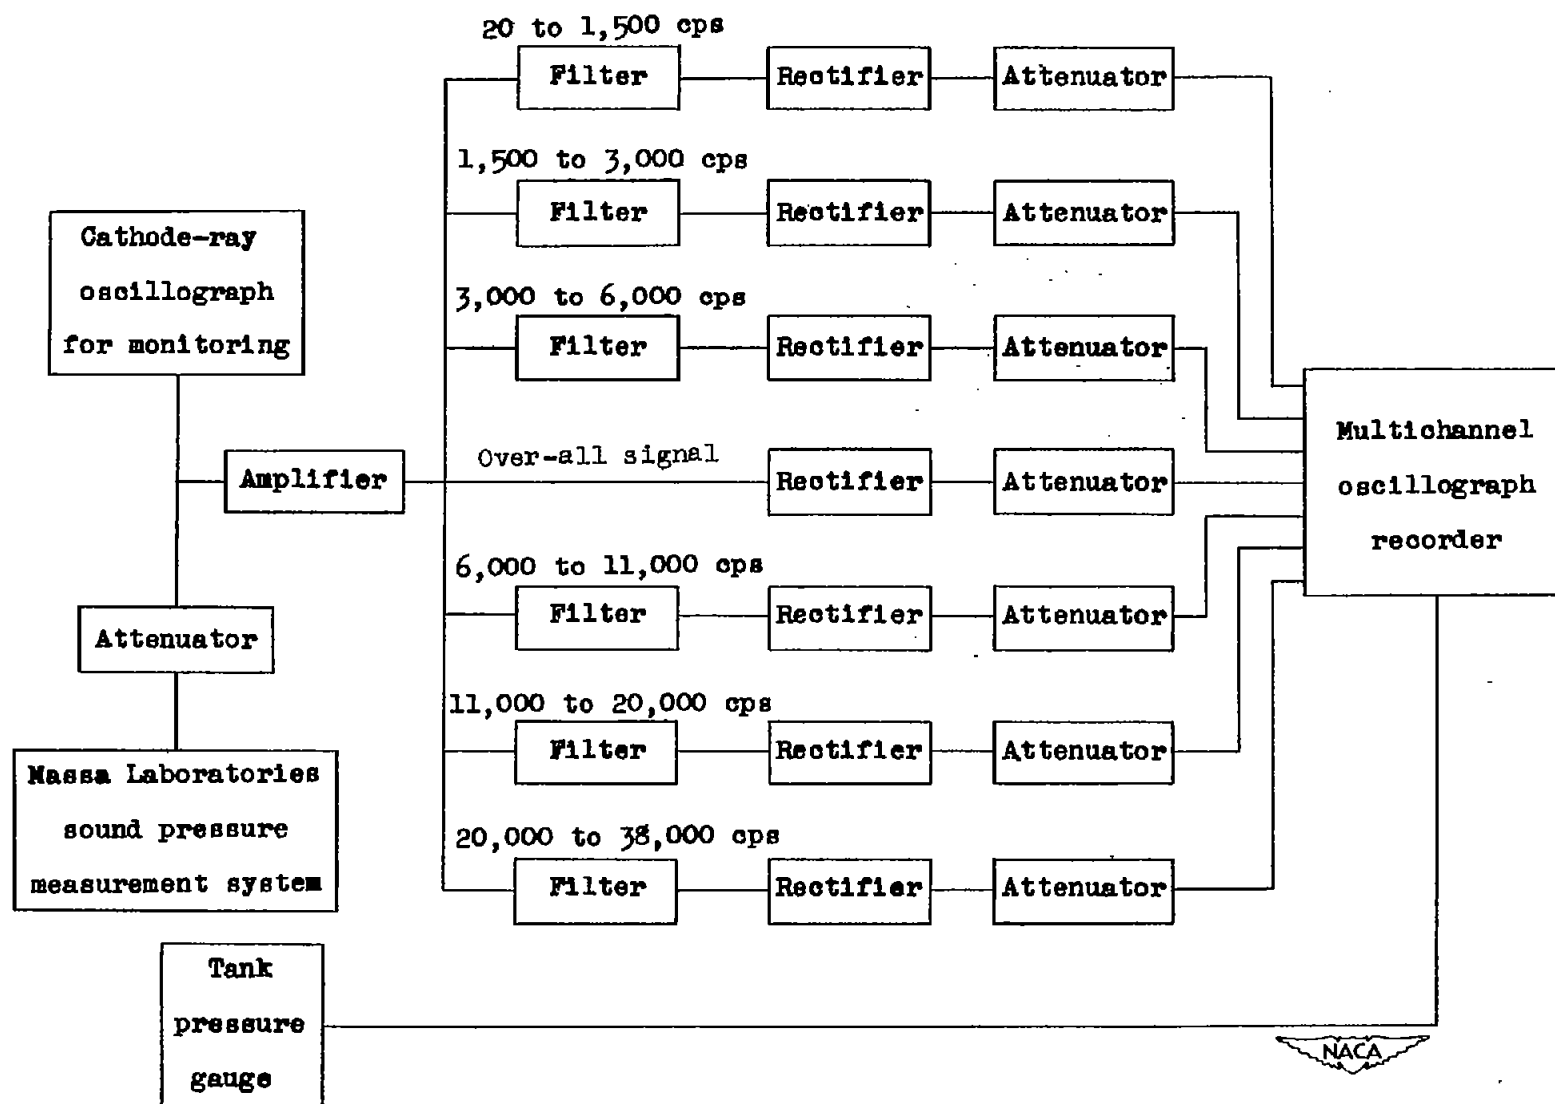 20 to 1,500 cps
Filter
Rectifier
Attenuator
1,500 to 3,000 cps
Filter
Rectifier
Attenuator
Cathode-ray
oscillograph
for monitoring
3,000 to 6,000 cps
Filter
Rectifier
Attenuator
Multichannel
oscillograph
recorder
Amplifier
Over-all signal
Rectifier
Attenuator
6,000 to 11,000 cps
Filter
Rectifier
Attenuator
Attenuator
11,000 to 20,000 cps
Filter
Rectifier
Attenuator
Massa Laboratories
sound pressure
measurement system
20,000 to 38,000 cps
Filter
Rectifier
Attenuator
Tank
pressure
gauge
NACA